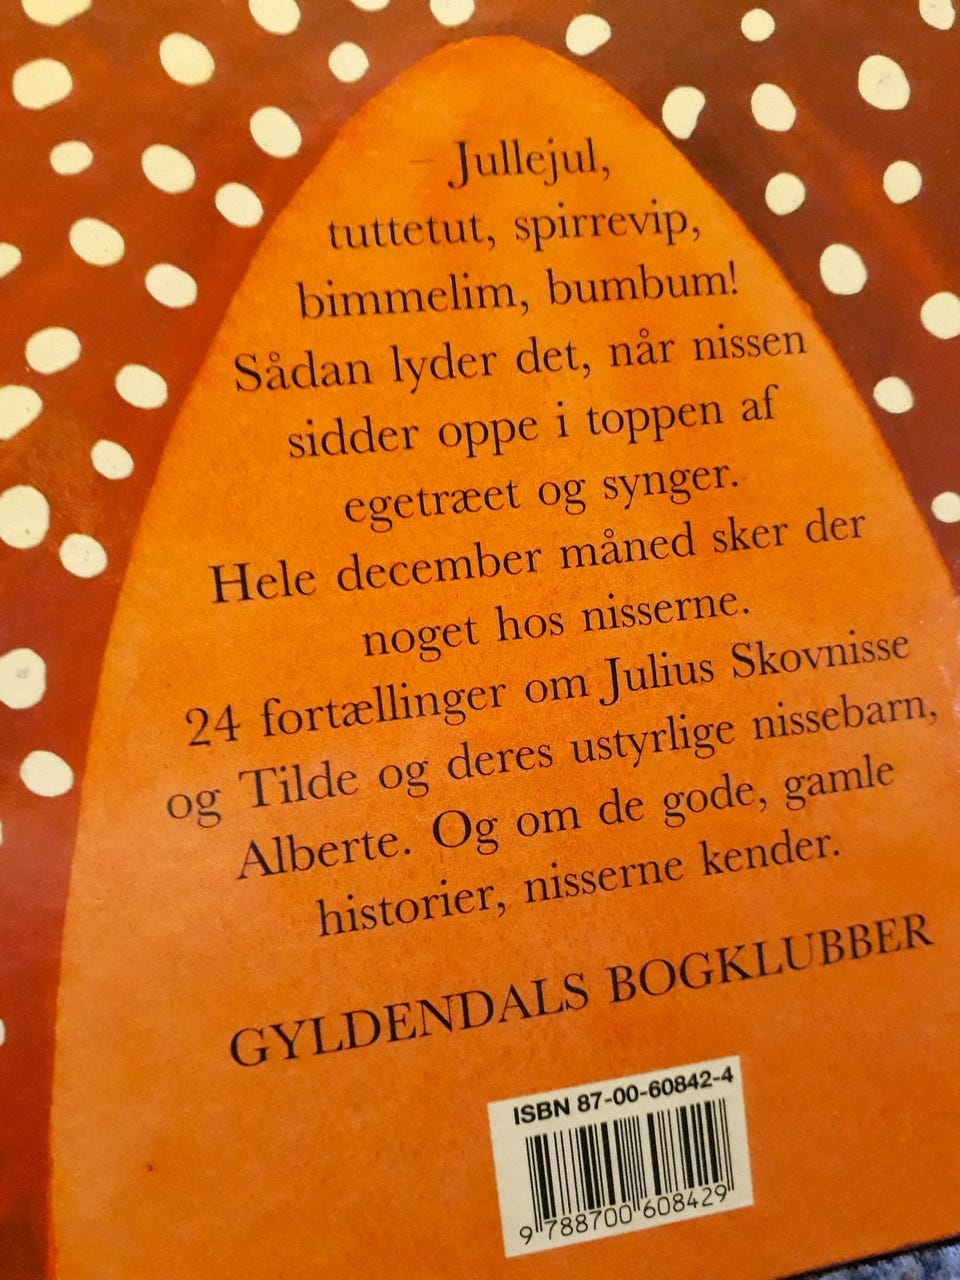 – Jullejul,
tuttetut, spirrevip,
bimmelim, bumbum!
Sådan lyder det, når nissen
sidder oppe i toppen af
egetræet og synger.
Hele december måned sker der
noget hos nisserne.
24 fortællinger om Julius Skovnisse
og Tilde og deres ustyrlige nissebarn,
Alberte. Og om de gode, gamle
historier, nisserne kender.
GYLDENDALS BOGKLUBBER
ISBN 87-00-60842-4
9 788700 608429